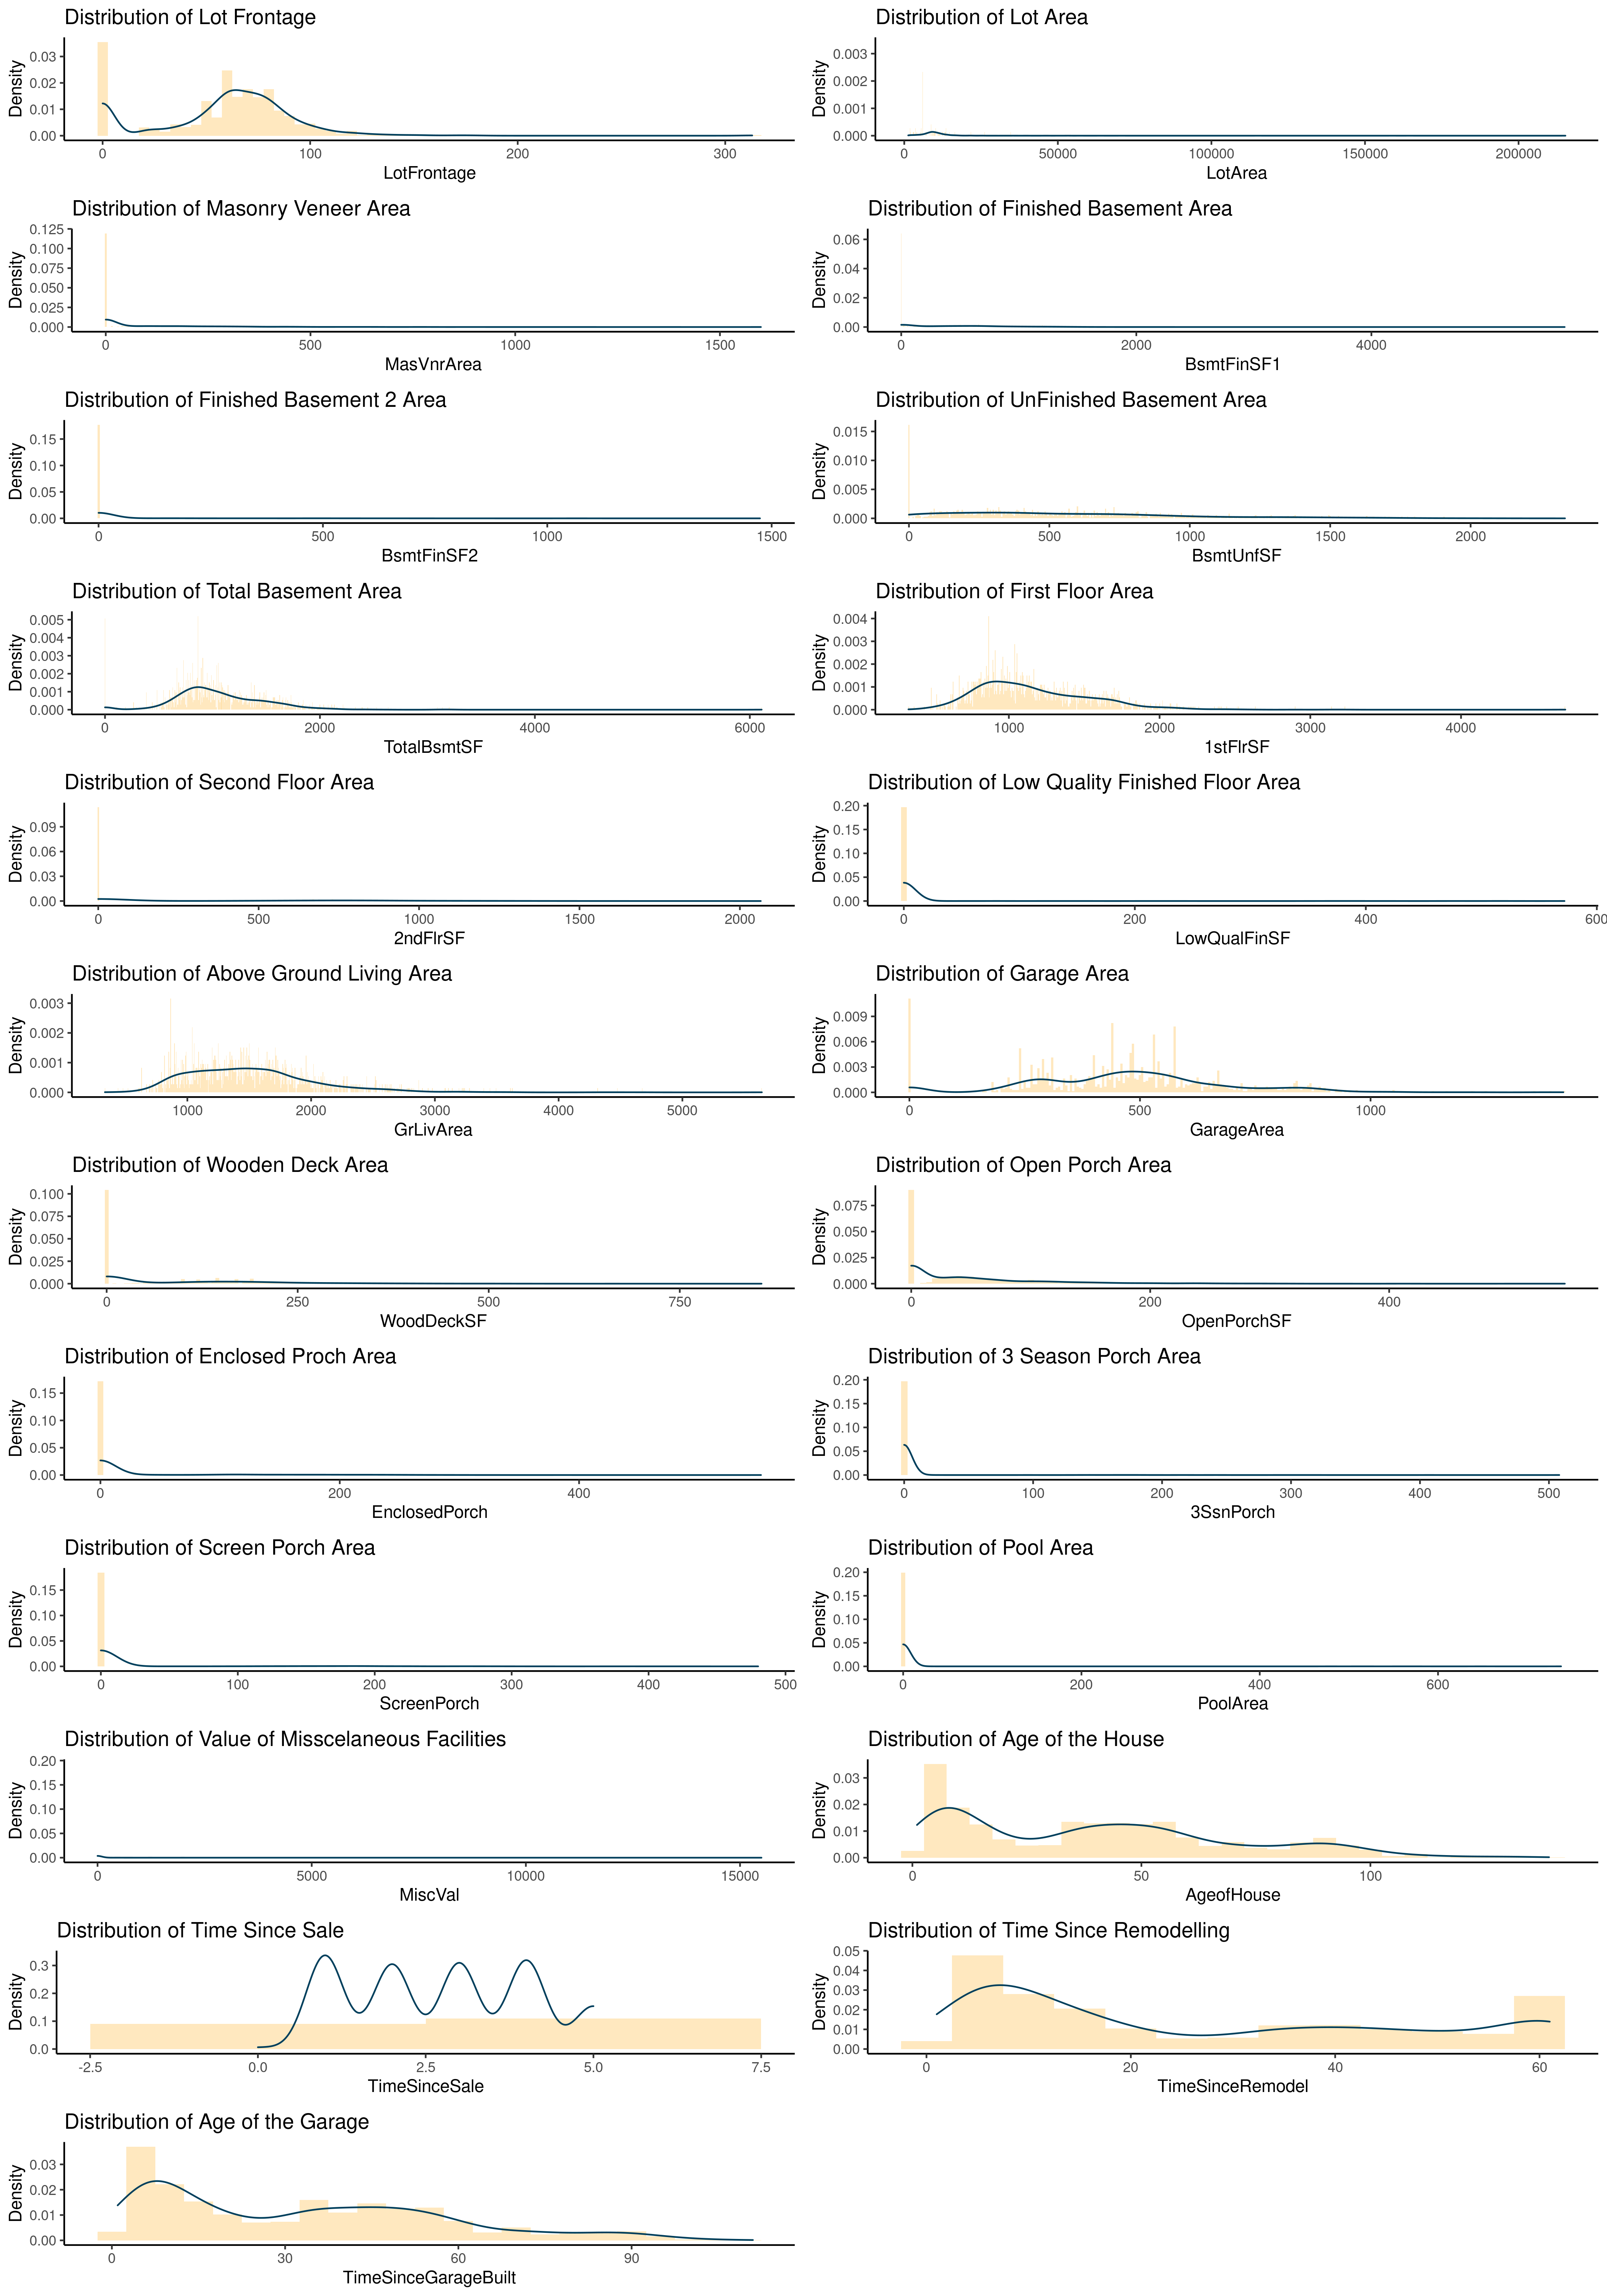 Distribution of Lot Frontage
Density
0.03
0.02
0.01
0.00
0 100 200 300
LotFrontage
Distribution of Lot Area
Density
0.003
0.002
0.001
0.000
0 50000 100000 150000 200000
LotArea
Distribution of Masonry Veneer Area
Density
0.125
0.100
0.075
0.050
0.025
0.000
0 500 1000 1500
MasVnrArea
Distribution of Finished Basement Area
Density
0.06
0.04
0.02
0.00
0 2000 4000
BsmtFinSF1
Distribution of Finished Basement 2 Area
Density
0.15
0.10
0.05
0.00
0 500 1000 1500
BsmtFinSF2
Distribution of UnFinished Basement Area
Density
0.015
0.010
0.005
0.000
0 500 1000 1500 2000
BsmtUnfSF
Distribution of Total Basement Area
Density
0.005
0.004
0.003
0.002
0.001
0.000
0 2000 4000 6000
TotalBsmtSF
Distribution of First Floor Area
Density
0.004
0.003
0.002
0.001
0.000
1000 2000 3000 4000
1stFlrSF
Distribution of Second Floor Area
Density
0.09
0.06
0.03
0.00
0 500 1000 1500 2000
2ndFlrSF
Distribution of Low Quality Finished Floor Area
Density
0.20
0.15
0.10
0.05
0.00
0 200 400 600
LowQualFinSF
Distribution of Above Ground Living Area
Density
0.003
0.002
0.001
0.000
1000 2000 3000 4000 5000
GrLivArea
Distribution of Garage Area
Density
0.009
0.006
0.003
0.000
0 500 1000
GarageArea
Distribution of Wooden Deck Area
Density
0.100
0.075
0.050
0.025
0.000
0 250 500 750
WoodDeckSF
Distribution of Open Porch Area
Density
0.075
0.050
0.025
0.000
0 200 400
OpenPorchSF
Distribution of Enclosed Proch Area
Density
0.15
0.10
0.05
0.00
0 200 400
EnclosedPorch
Distribution of 3 Season Porch Area
Density
0.20
0.15
0.10
0.05
0.00
0 100 200 300 400 500
3SsnPorch
Distribution of Screen Porch Area
Density
0.15
0.10
0.05
0.00
0 100 200 300 400 500
ScreenPorch
Distribution of Pool Area
Density
0.20
0.15
0.10
0.05
0.00
0 200 400 600
PoolArea
Distribution of Value of Misscelaneous Facilities
Density
0.20
0.15
0.10
0.05
0.00
0 5000 10000 15000
MiscVal
Distribution of Age of the House
Density
0.03
0.02
0.01
0.00
0 50 100
AgeofHouse
Distribution of Time Since Sale
Density
0.3
0.2
0.1
0.0
-2.5 0.0 2.5 5.0 7.5
TimeSinceSale
Distribution of Time Since Remodelling
Density
0.05
0.04
0.03
0.02
0.01
0.00
0 20 40 60
TimeSinceRemodel
Distribution of Age of the Garage
Density
0.03
0.02
0.01
0.00
0 30 60 90
TimeSinceGarageBuilt